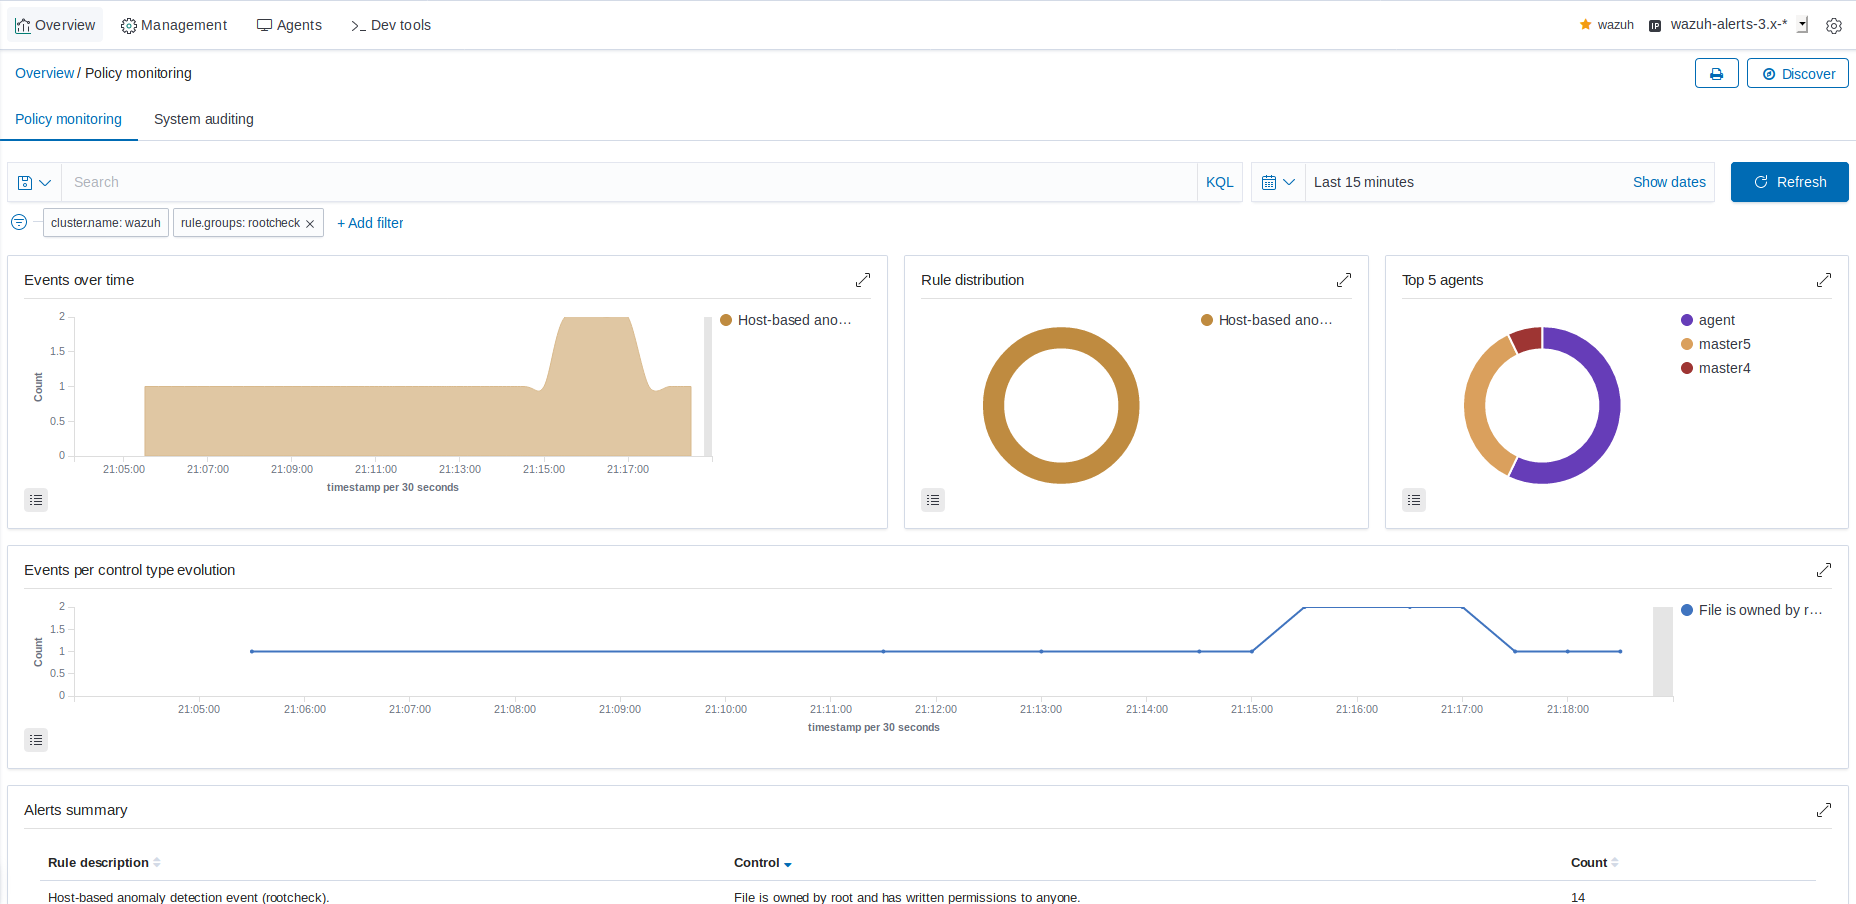 Overview Management Agents >_ Dev tools wazuh IP wazuh-alerts-3.x-*
Overview / Policy monitoring Discover
Policy monitoring System auditing
Search KQL Last 15 minutes Show dates Refresh
cluster.name: wazuh rule.groups: rootcheck × + Add filter
Events over time
2
1.5
1
0.5
0
Count
21:05:00 21:07:00 21:09:00 21:11:00 21:13:00 21:15:00 21:17:00
timestamp per 30 seconds
Host-based ano...
Rule distribution
Host-based ano...
Top 5 agents
agent
master5
master4
Events per control type evolution
2
1.5
1
0.5
0
Count
21:05:00 21:06:00 21:07:00 21:08:00 21:09:00 21:10:00 21:11:00 21:12:00 21:13:00 21:14:00 21:15:00 21:16:00 21:17:00 21:18:00
timestamp per 30 seconds
File is owned by r...
Alerts summary
Rule description Control Count
Host-based anomaly detection event (rootcheck). File is owned by root and has written permissions to anyone. 14